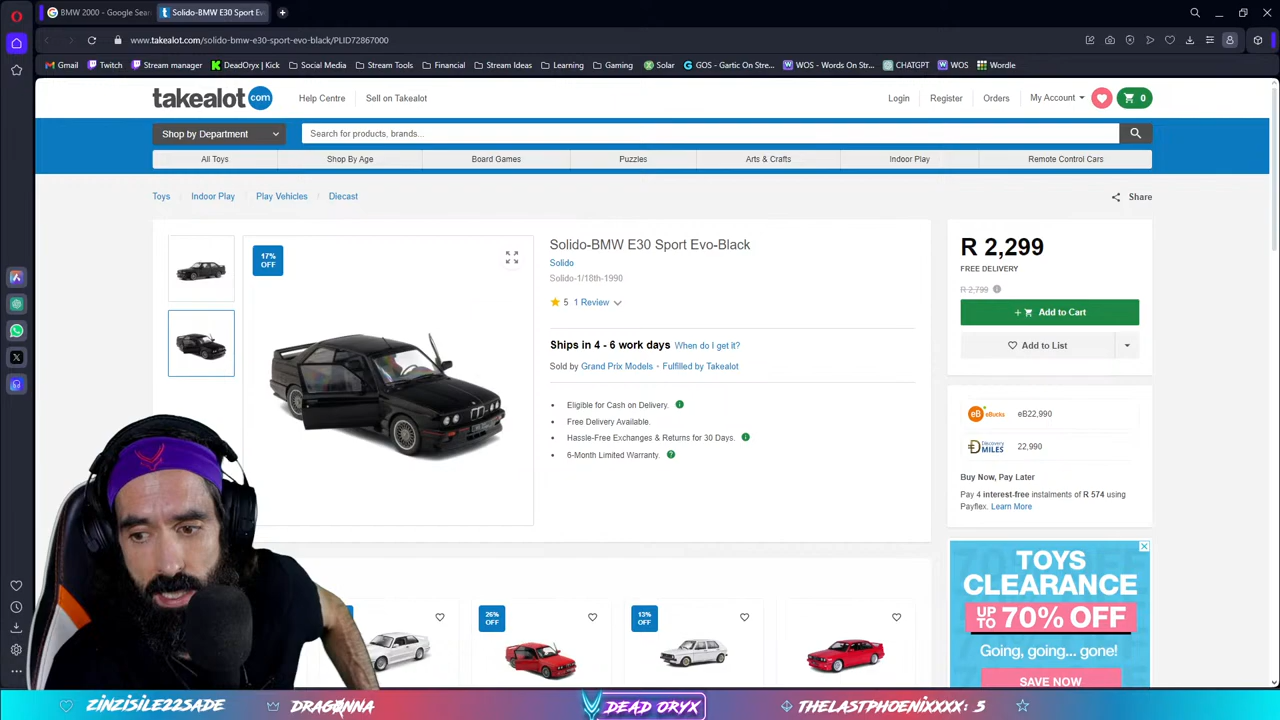 BMW 2000 - Google Sear
Solido-BMW E30 Sport Ev
www.takealot.com/solido-bmw-e30-sport-evo-black/PLID72867000
Gmail
Twitch
Stream manager
DeadOryx | Kick
Social Media
Stream Tools
Financial
Stream Ideas
Learning
Gaming
Solar
GOS - Gartic On Stre...
WOS - Words On Str...
CHATGPT
WOS
Wordle
takealot com
Help Centre
Sell on Takealot
Login
Register
Orders
My Account
0
Shop by Department
Search for products, brands...
All Toys
Shop By Age
Board Games
Puzzles
Arts & Crafts
Indoor Play
Remote Control Cars
Toys
Indoor Play
Play Vehicles
Diecast
Share
17%
OFF
Solido-BMW E30 Sport Evo-Black
Solido
Solido-1/18th-1990
5 1 Review
Ships in 4 - 6 work days When do I get it?
Sold by Grand Prix Models · Fulfilled by Takealot
• Eligible for Cash on Delivery.
• Free Delivery Available.
• Hassle-Free Exchanges & Returns for 30 Days.
• 6-Month Limited Warranty.
R 2,299
FREE DELIVERY
R 2,799
+ Add to Cart
Add to List
eBucks
eB22,990
Discovery
MILES
22,990
Buy Now, Pay Later
Pay 4 interest-free instalments of R 574 using
Payflex. Learn More
TOYS
CLEARANCE
UP TO 70% OFF
Going, going... gone!
SAVE NOW
26%
OFF
13%
OFF
ZINZISILE22SADE
DRAGONNA
DEAD ORYX
THELASTPHOENIXXXX: 5